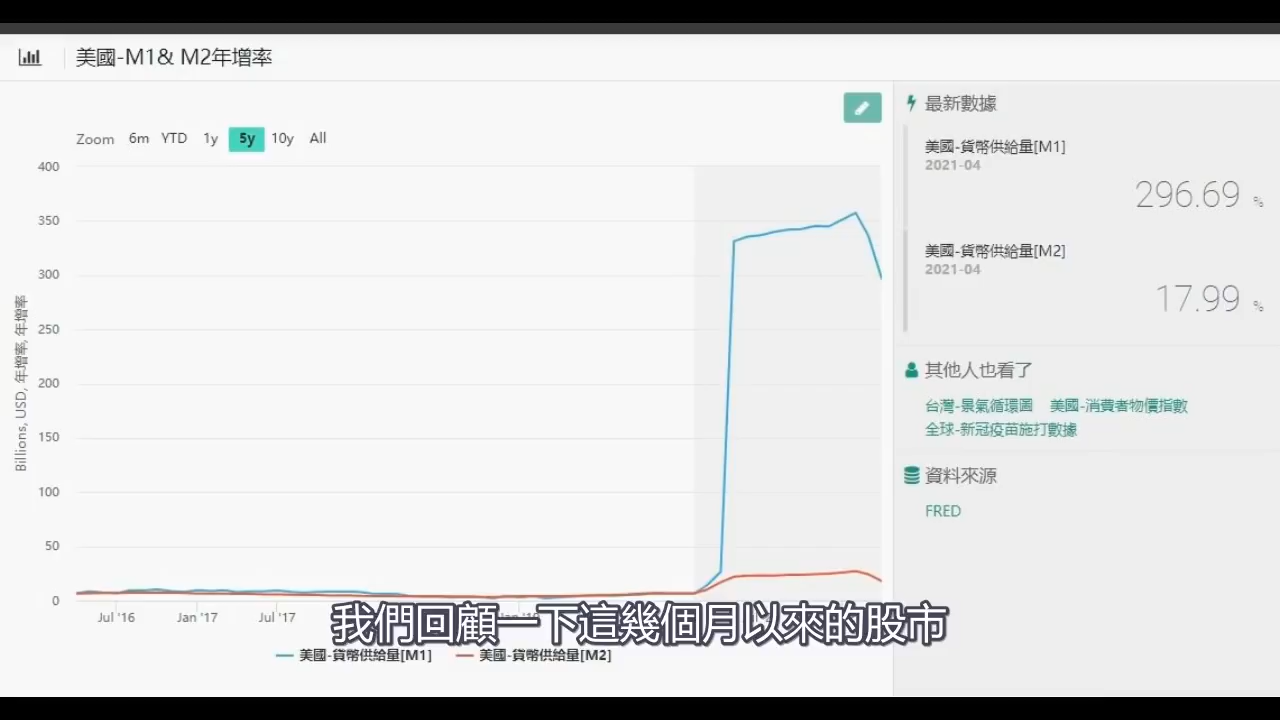 美國-M1& M2年增率
Zoom 6m YTD 1y 5y 10y All
400
350
300
250
200
150
100
50
0
Billions, USD, 年增率, 年增率
Jul '16 Jan '17 Jul '17
我們回顧一下這幾個月以來的股市
美國-貨幣供給量[M1] 美國-貨幣供給量[M2]
最新數據
美國-貨幣供給量[M1]
2021-04
296.69 %
美國-貨幣供給量[M2]
2021-04
17.99 %
其他人也看了
台灣-景氣循環圖 美國-消費者物價指數
全球-新冠疫苗施打數據
資料來源
FRED